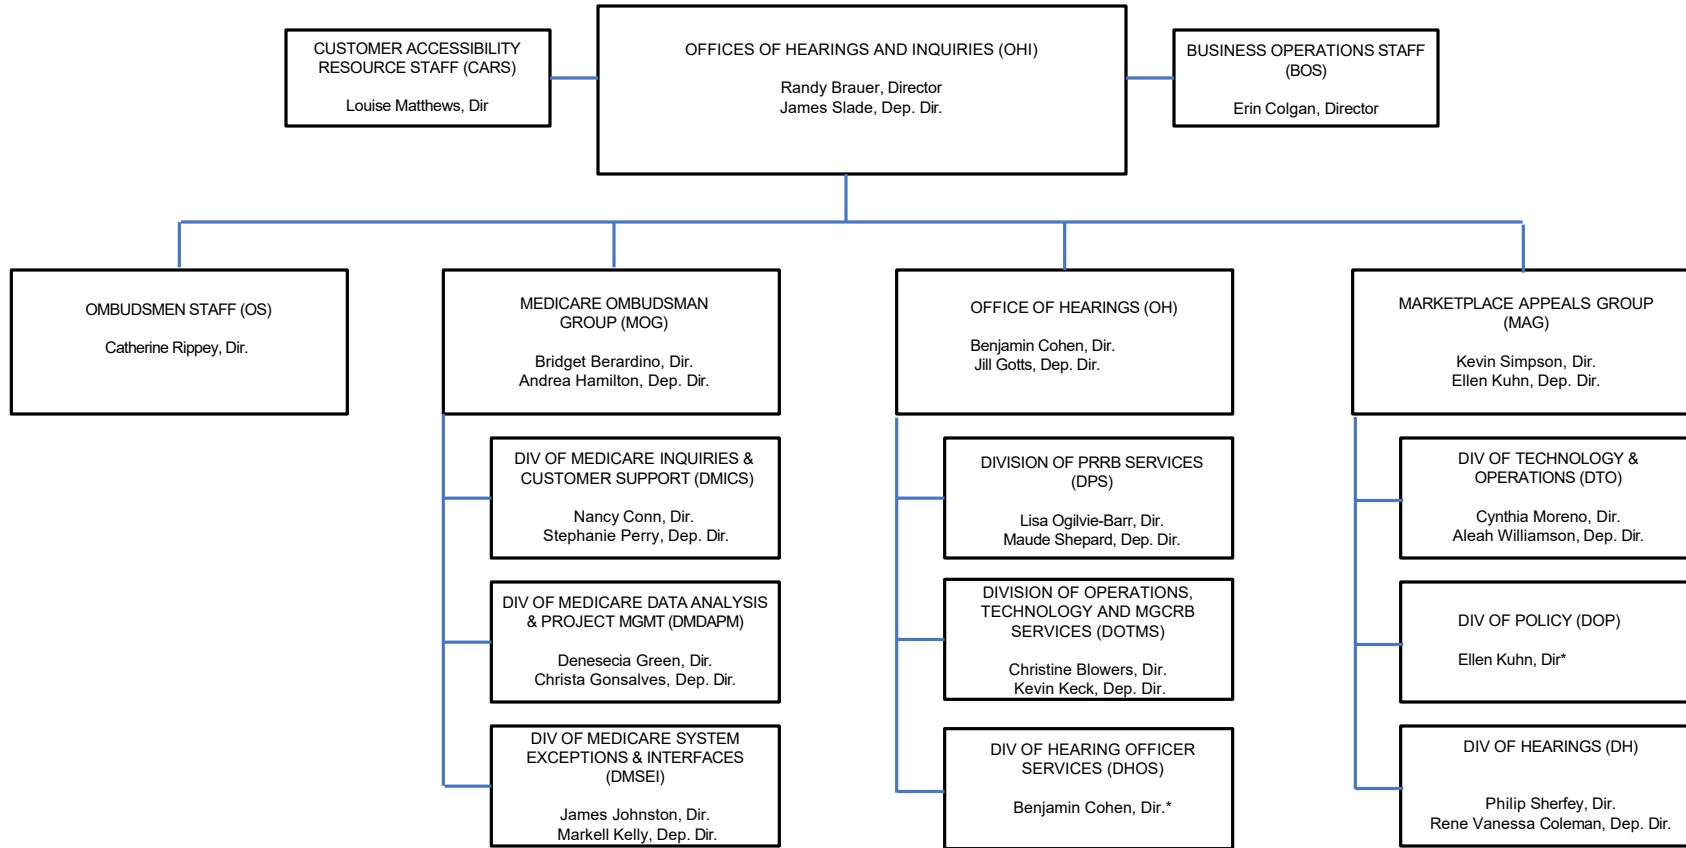 CUSTOMER ACCESSIBILITY
RESOURCE STAFF (CARS)
Louise Matthews, Dir
OFFICES OF HEARINGS AND INQUIRIES (OHI)
Randy Brauer, Director
James Slade, Dep. Dir.
BUSINESS OPERATIONS STAFF
(BOS)
Erin Colgan, Director
OMBUDSMEN STAFF (OS)
Catherine Rippey, Dir.
MEDICARE OMBUDSMAN
GROUP (MOG)
Bridget Berardino, Dir.
Andrea Hamilton, Dep. Dir.
DIV OF MEDICARE INQUIRIES &
CUSTOMER SUPPORT (DMICS)
Nancy Conn, Dir.
Stephanie Perry, Dep. Dir.
DIV OF MEDICARE DATA ANALYSIS
& PROJECT MGMT (DMDAPM)
Denesecia Green, Dir.
Christa Gonsalves, Dep. Dir.
DIV OF MEDICARE SYSTEM
EXCEPTIONS & INTERFACES
(DMSEI)
James Johnston, Dir.
Markell Kelly, Dep. Dir.
OFFICE OF HEARINGS (OH)
Benjamin Cohen, Dir.
Jill Gotts, Dep. Dir.
DIVISION OF PRRB SERVICES
(DPS)
Lisa Ogilvie-Barr, Dir.
Maude Shepard, Dep. Dir.
DIVISION OF OPERATIONS,
TECHNOLOGY AND MGCRB
SERVICES (DOTMS)
Christine Blowers, Dir.
Kevin Keck, Dep. Dir.
DIV OF HEARING OFFICER
SERVICES (DHOS)
Benjamin Cohen, Dir.*
MARKETPLACE APPEALS GROUP
(MAG)
Kevin Simpson, Dir.
Ellen Kuhn, Dep. Dir.
DIV OF TECHNOLOGY &
OPERATIONS (DTO)
Cynthia Moreno, Dir.
Aleah Williamson, Dep. Dir.
DIV OF POLICY (DOP)
Ellen Kuhn, Dir*
DIV OF HEARINGS (DH)
Philip Sherfey, Dir.
Rene Vanessa Coleman, Dep. Dir.